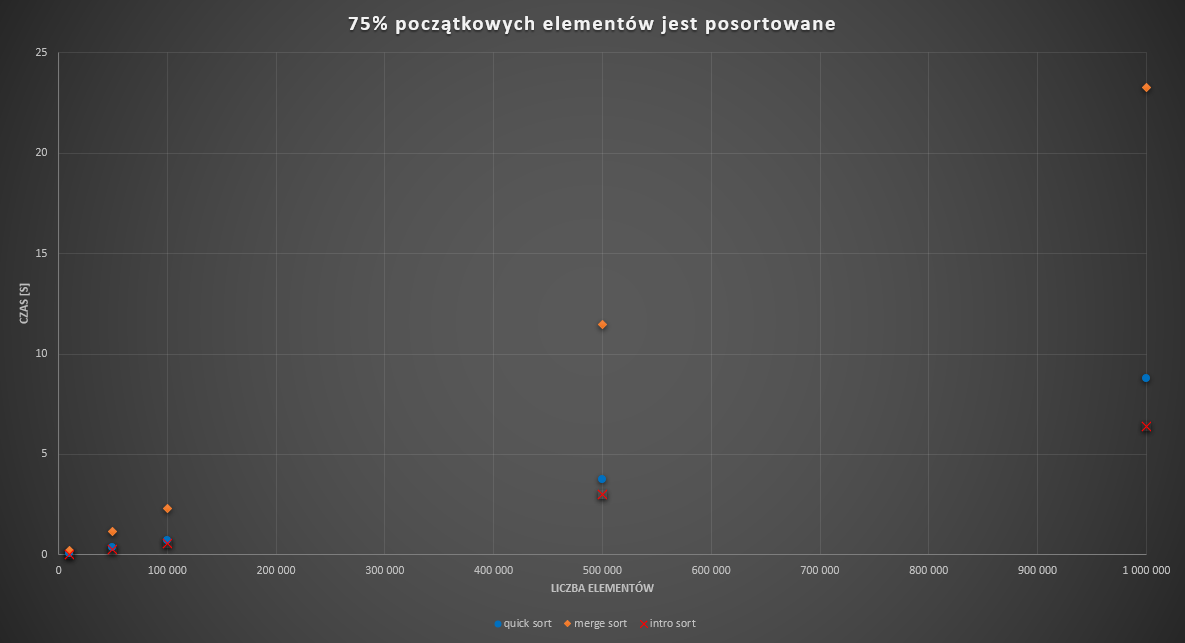 75% początkowych elementów jest posortowane
25
20
15
10
5
0
CZAS [S]
0 100 000 200 000 300 000 400 000 500 000 600 000 700 000 800 000 900 000 1 000 000
LICZBA ELEMENTÓW
quick sort merge sort intro sort